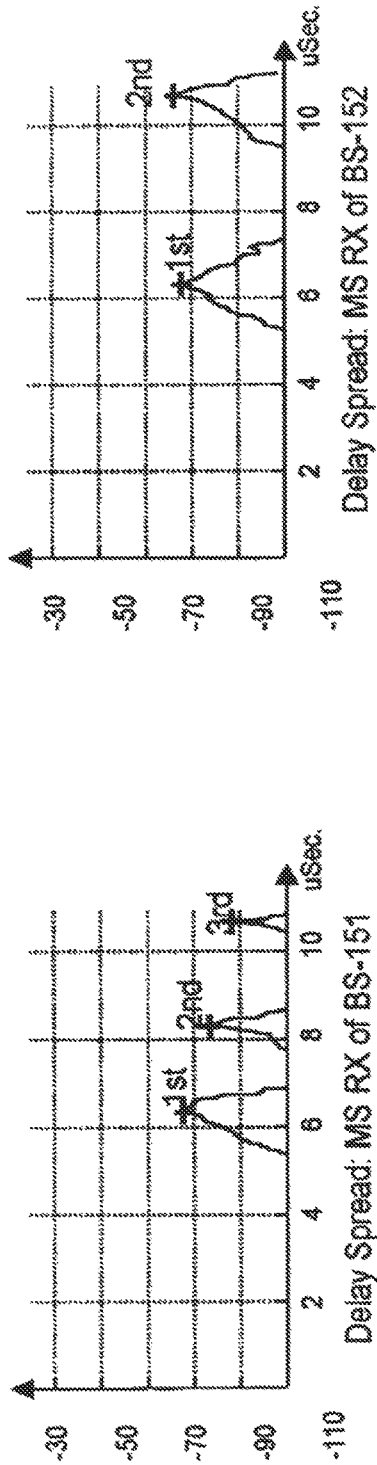 -30
-50
-70
-90
-110
1st
2nd
3rd
2
4
6
8
10
uSec.
Delay Spread: MS RX of BS-151
-30
-50
-70
-90
-110
1st
2nd
2
4
6
8
10
uSec.
Delay Spread: MS RX of BS-152